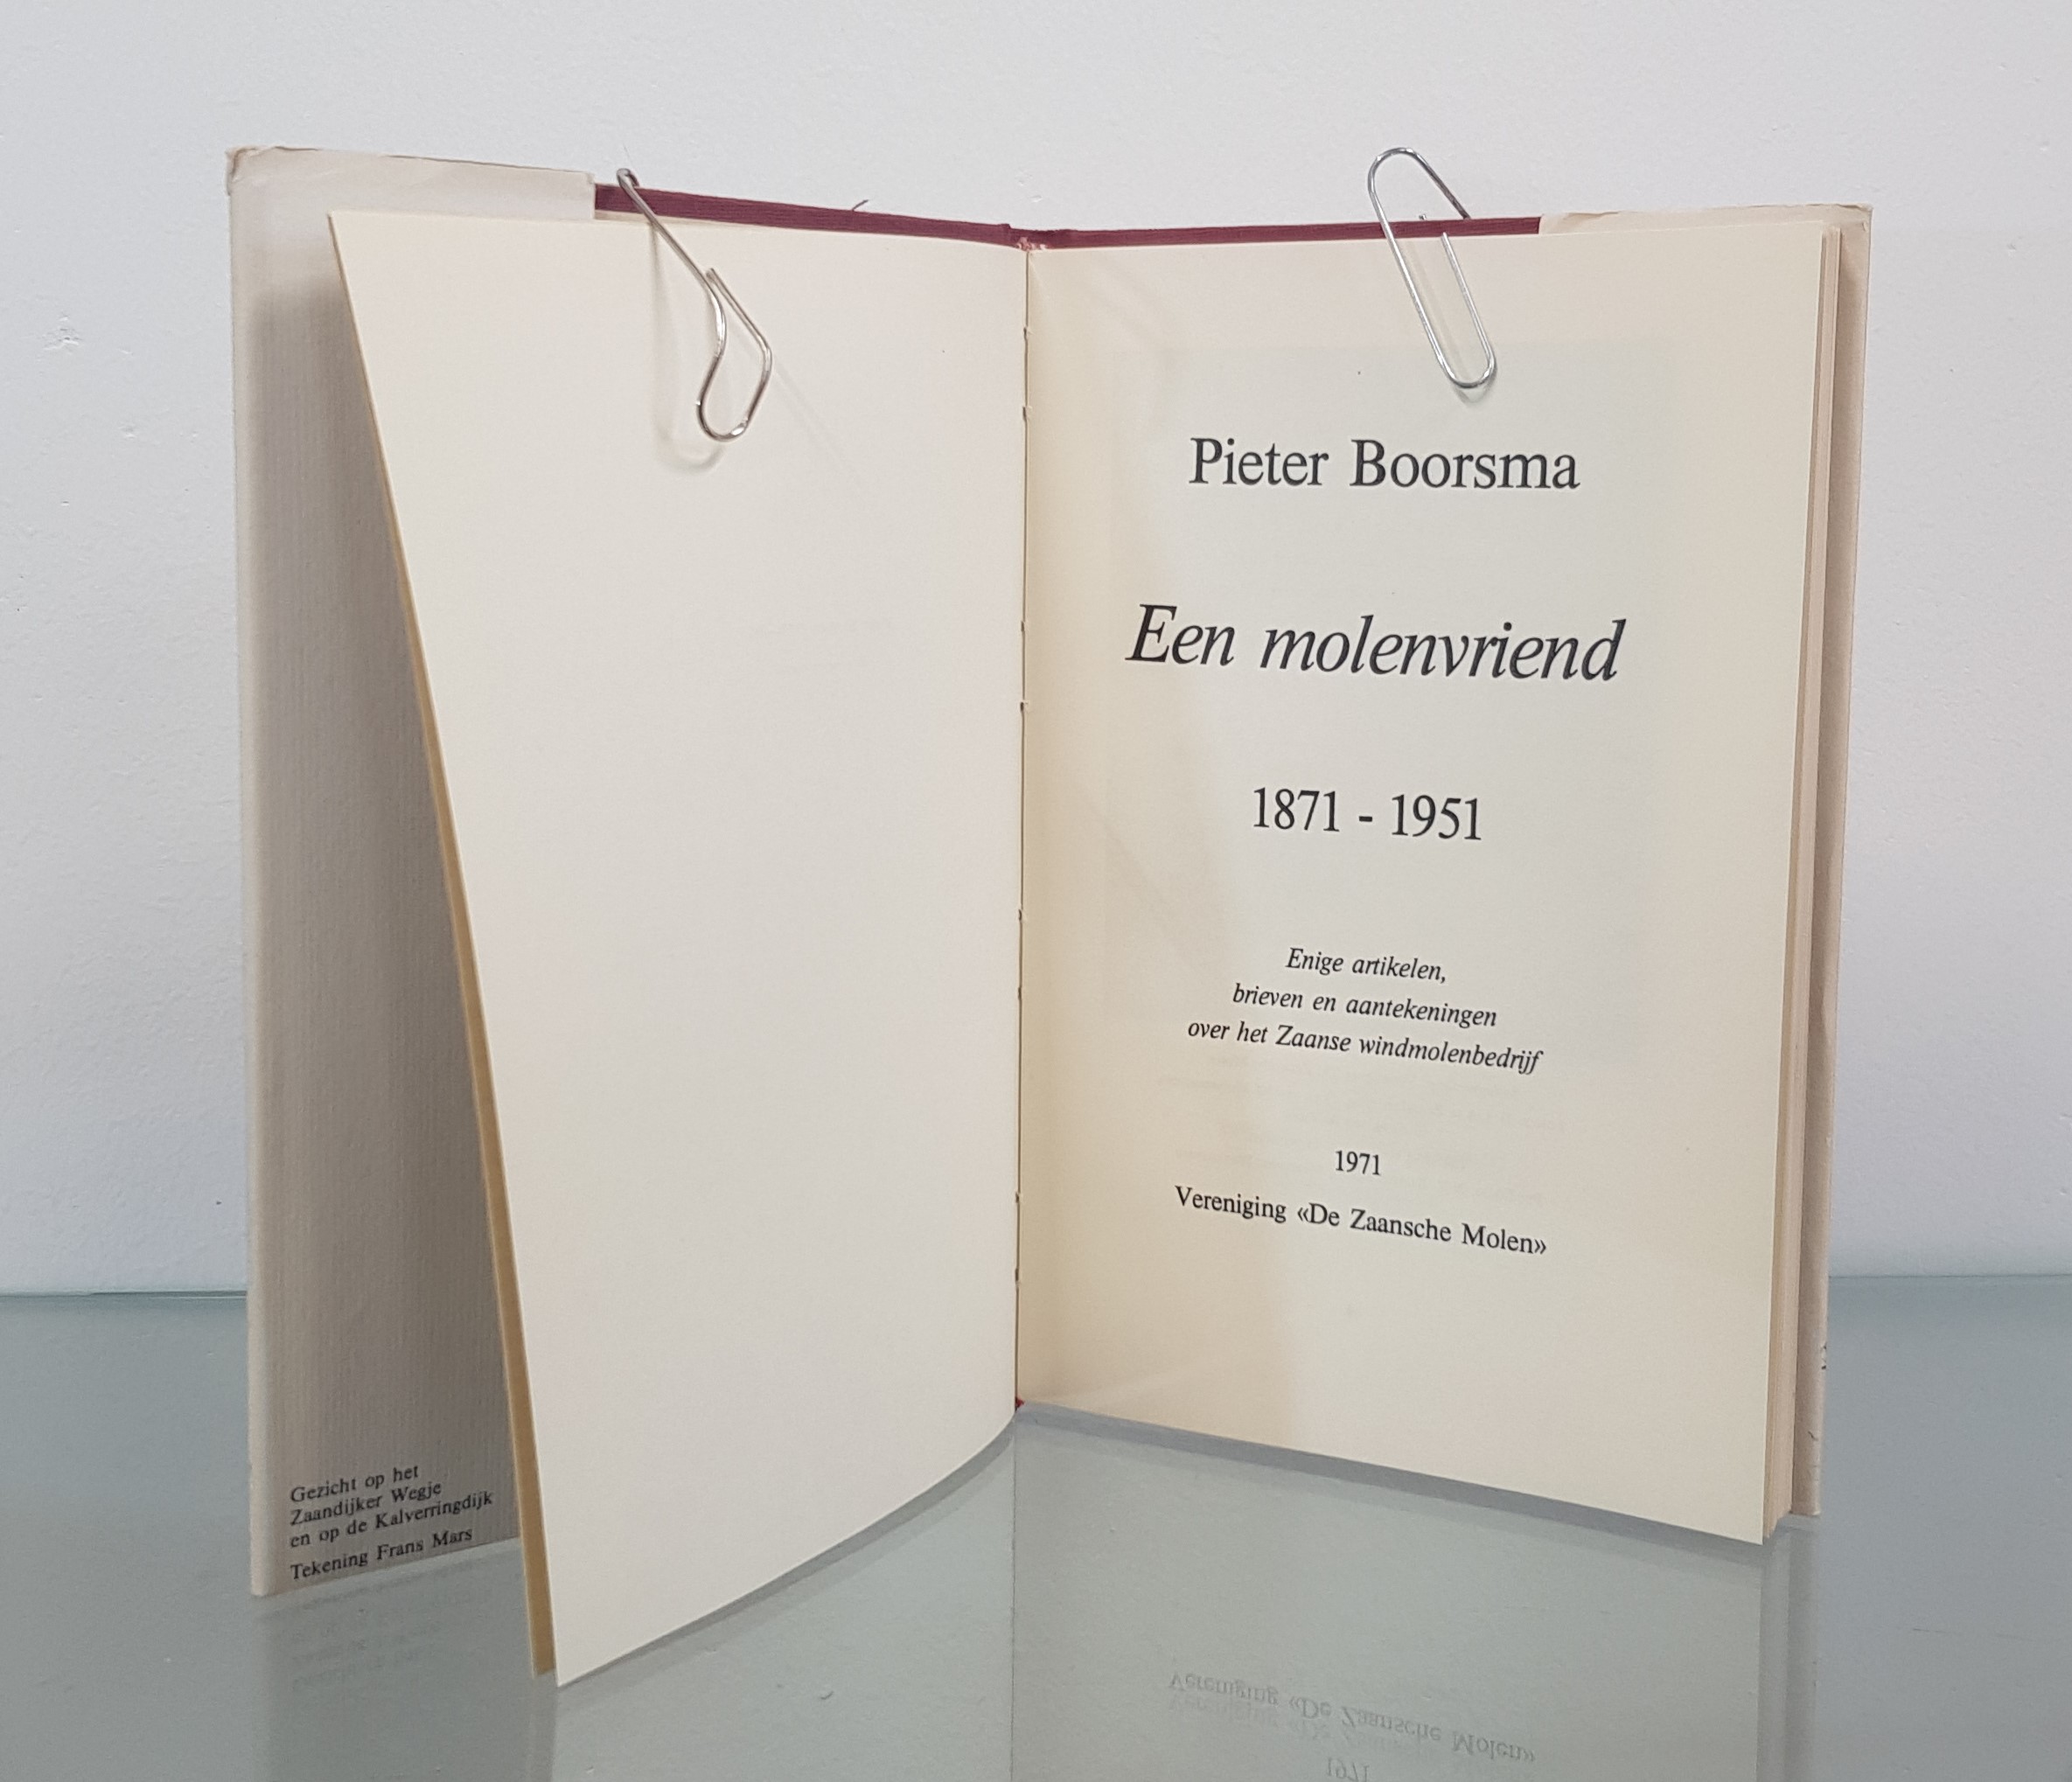 Gezicht op het
Zaandijker Wegje
en op de Kalverringdijk
Tekening Frans Mars
Pieter Boorsma
Een molenvriend
1871 - 1951
Enige artikelen,
brieven en aantekeningen
over het Zaanse windmolenbedrijf
1971
Vereniging «De Zaansche Molen»